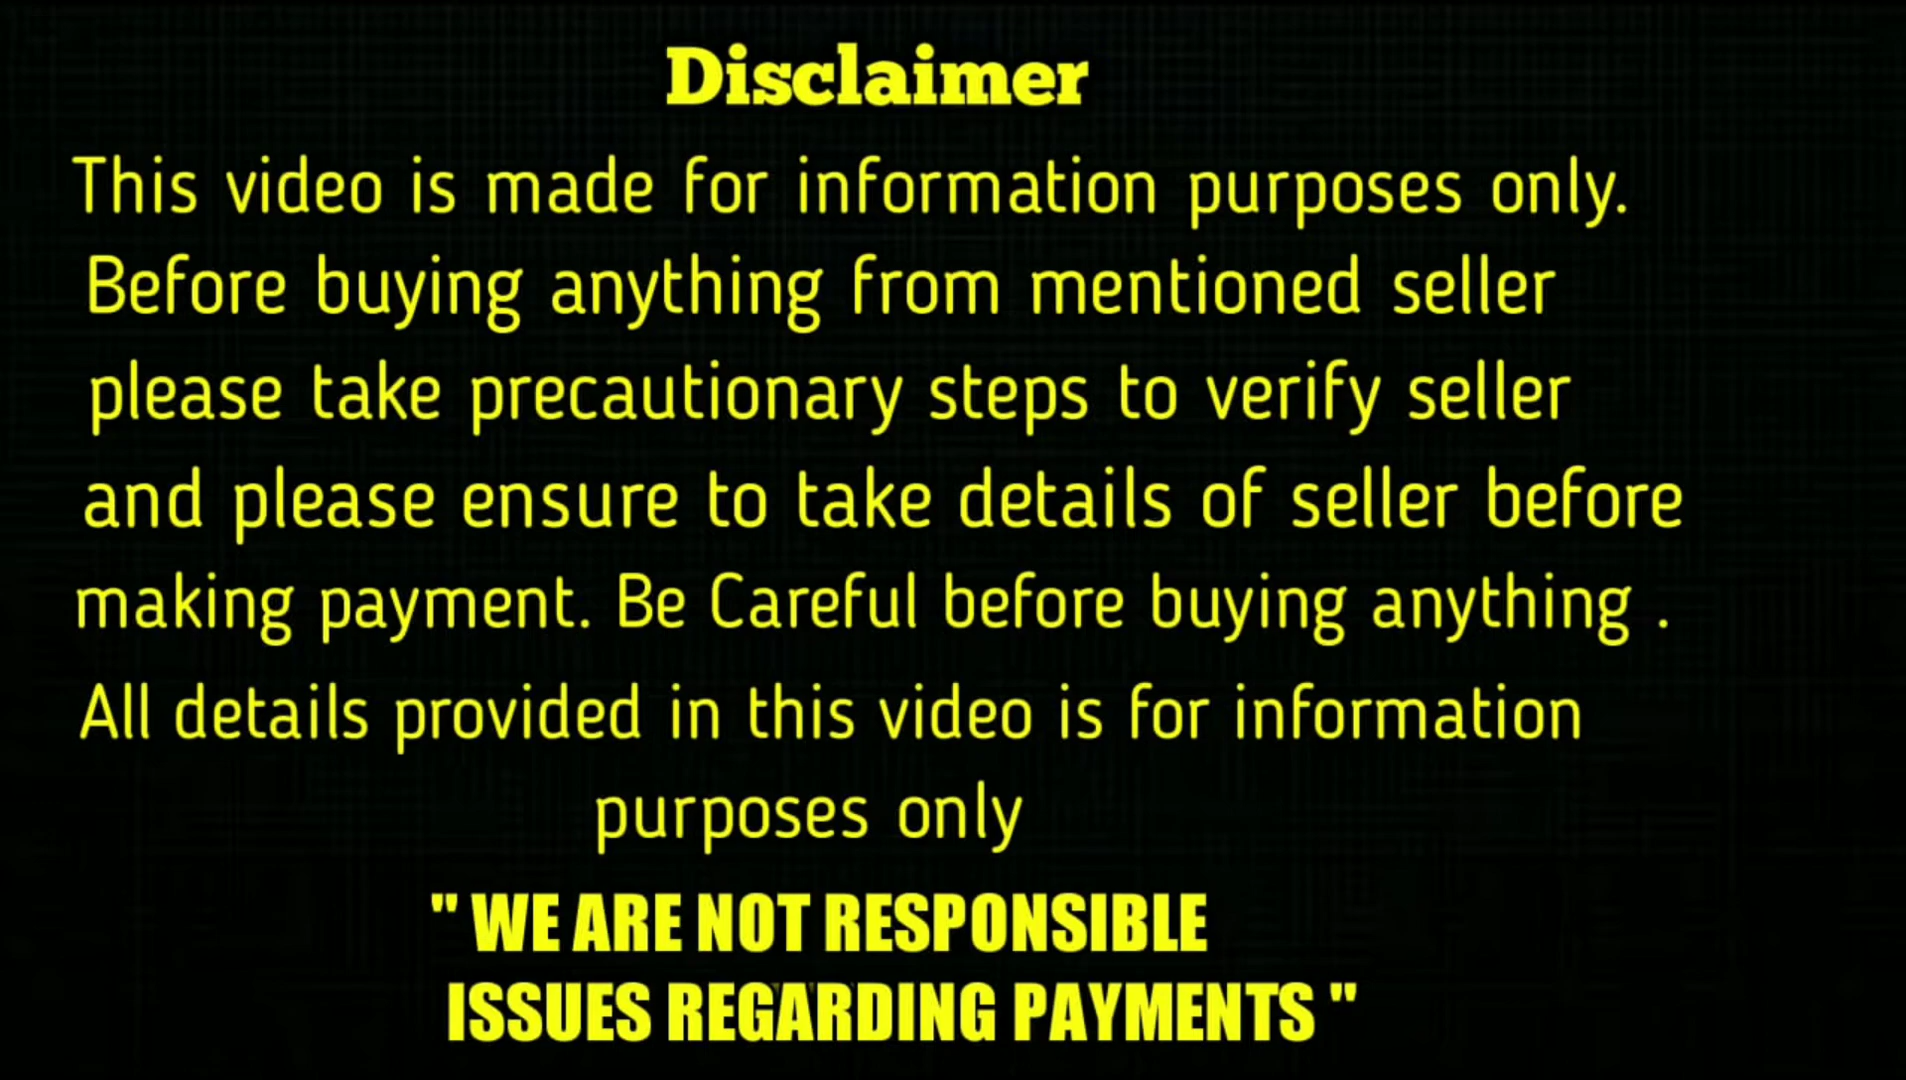 Disclaimer
This video is made for information purposes only.
Before buying anything from mentioned seller
please take precautionary steps to verify seller
and please ensure to take details of seller before
making payment. Be Careful before buying anything .
All details provided in this video is for information
purposes only
" WE ARE NOT RESPONSIBLE
ISSUES REGARDING PAYMENTS "